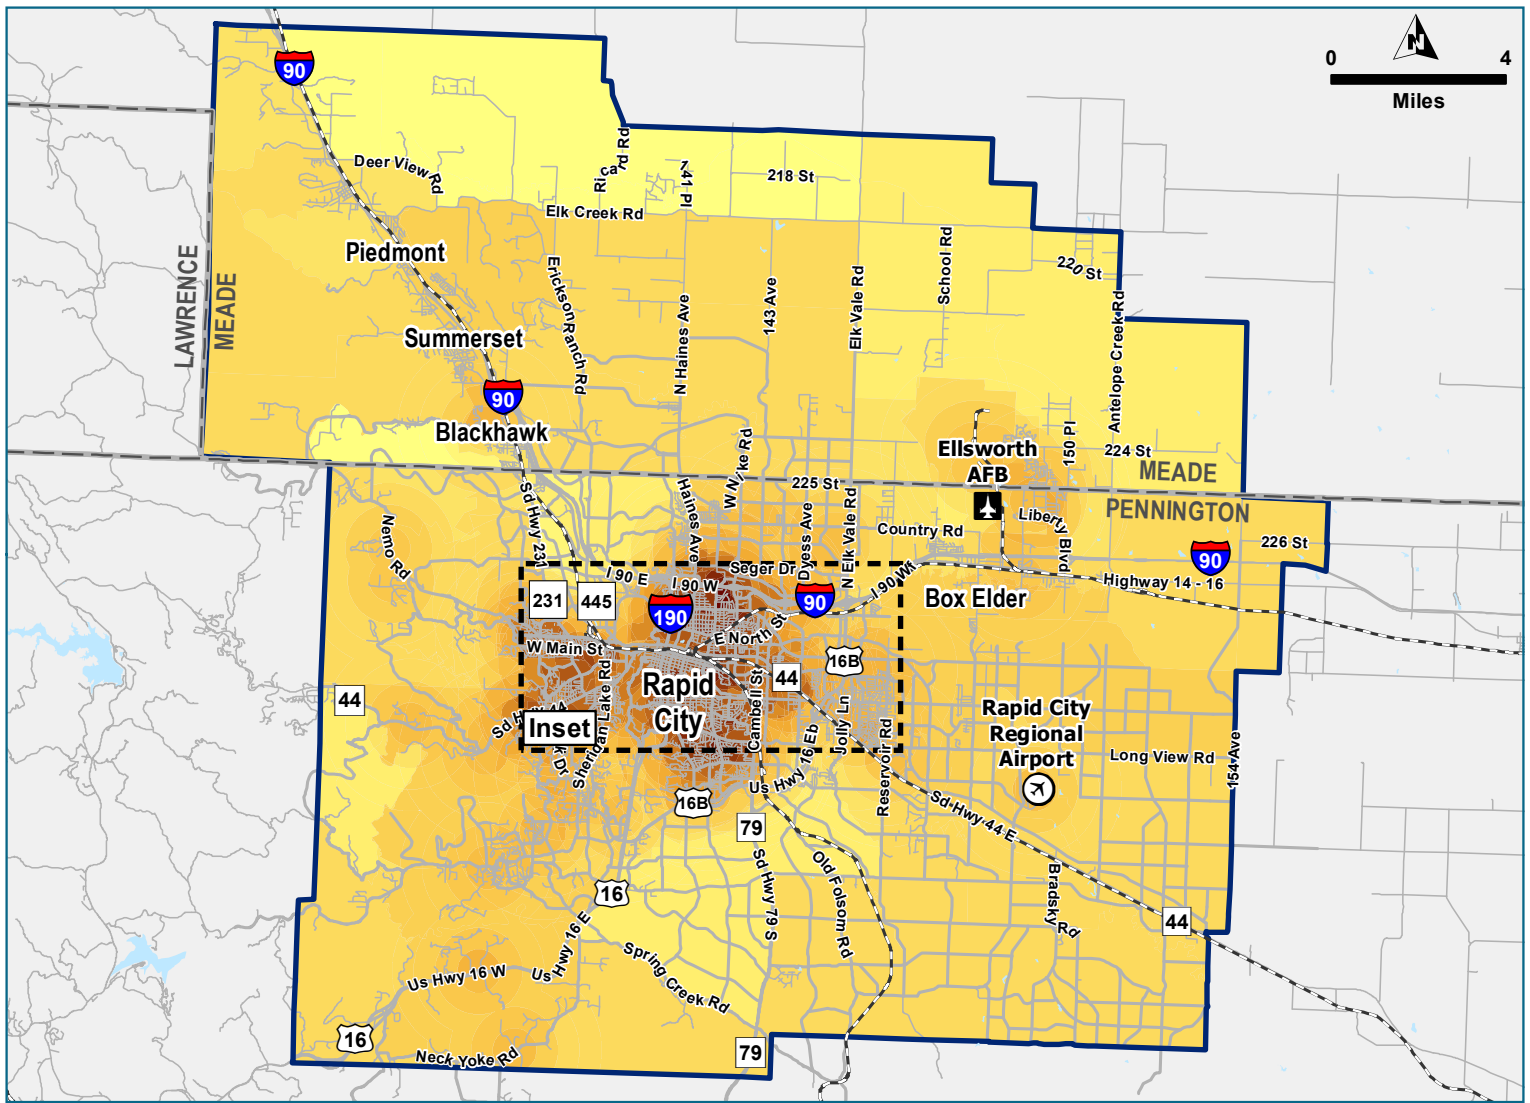 N
0 4
Miles
90
Deer View Rd
Ricard Rd
141 Pl
218 St
Elk Creek Rd
Piedmont
LAWRENCE
MEADE
Erickson Ranch Rd
N Haines Ave
143 Ave
Elk Vale Rd
School Rd
220 St
Antelope Creek Rd
Summerset
90
Blackhawk
Ellsworth
AFB
150 Pl
224 St
MEADE
PENNINGTON
225 St
Haines Ave
Dyess Ave
N Elk Vale Rd
Country Rd
Liberty Blvd
226 St
90
Highway 14 - 16
Nemo Rd
Sd Hwy 231
I 90 E
I 90 W
Seger Dr
I 90 W
231
445
190
90
Box Elder
W Main St
E North St
16B
44
44
Rapid
City
Sheridan Lake Rd
Cambell St
Jolly Ln
Reservoir Rd
Inset
Us Hwy 16 Eb
Rapid City
Regional
Airport
Long View Rd
154 Ave
16B
79
Sd Hwy 44 E
Sd Hwy 79 S
Old Folsom Rd
Bradsky Rd
44
16
Us Hwy 16 E
Us Hwy 16 W
Spring Creek Rd
16
Neck Yoke Rd
79